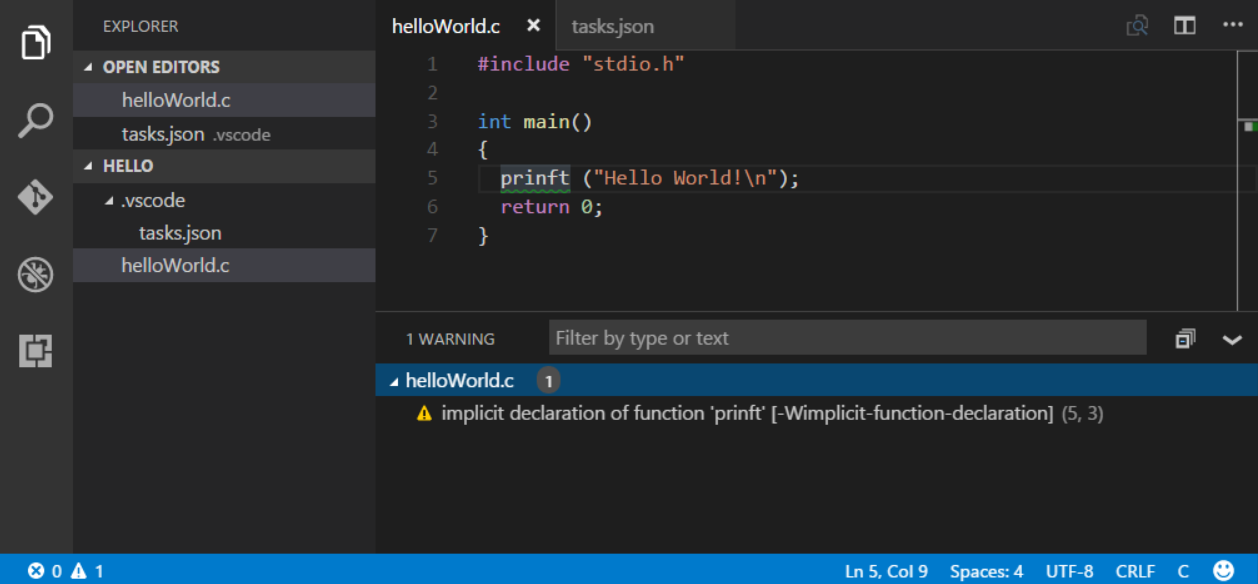 EXPLORER
OPEN EDITORS
helloWorld.c
tasks.json .vscode
HELLO
.vscode
tasks.json
helloWorld.c
helloWorld.c × tasks.json
1 #include "stdio.h"
2
3 int main()
4 {
5 prinft ("Hello World!\n");
6 return 0;
7 }
1 WARNING Filter by type or text
helloWorld.c 1
implicit declaration of function 'prinft' [-Wimplicit-function-declaration] (5, 3)
0 1 Ln 5, Col 9 Spaces: 4 UTF-8 CRLF C